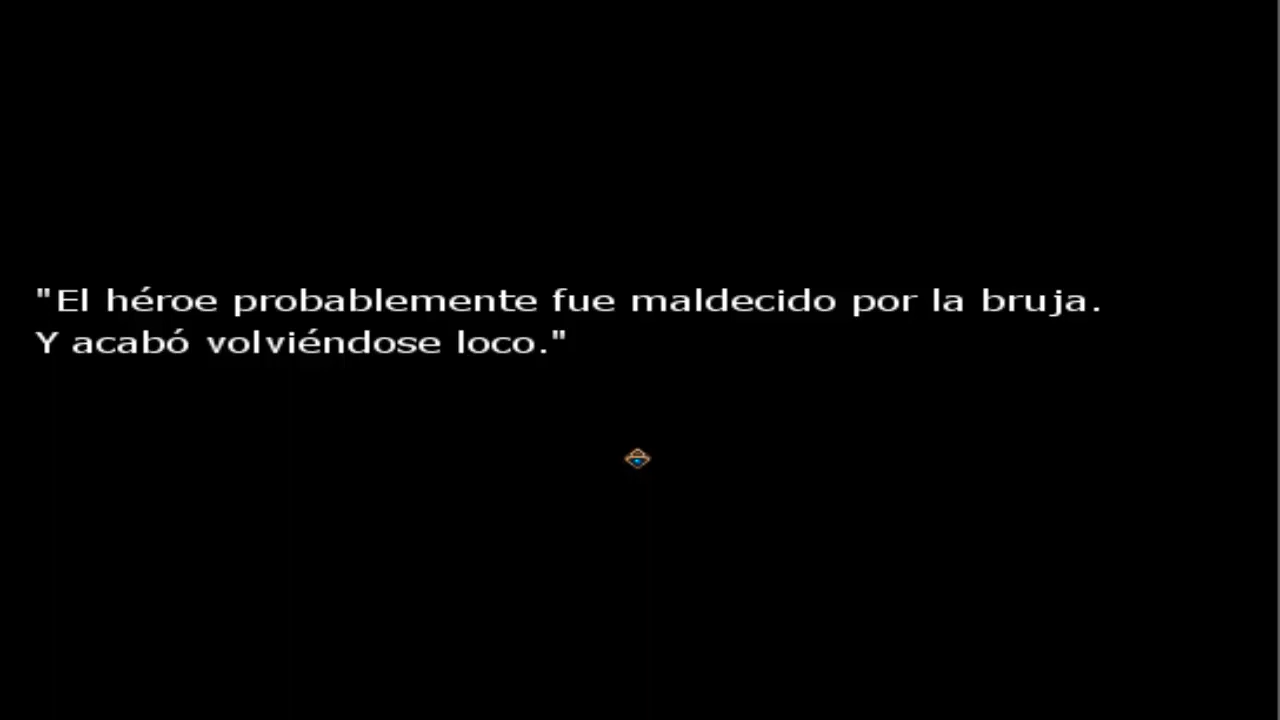 "El héroe probablemente fue maldecido por la bruja.
Y acabó volviéndose loco."